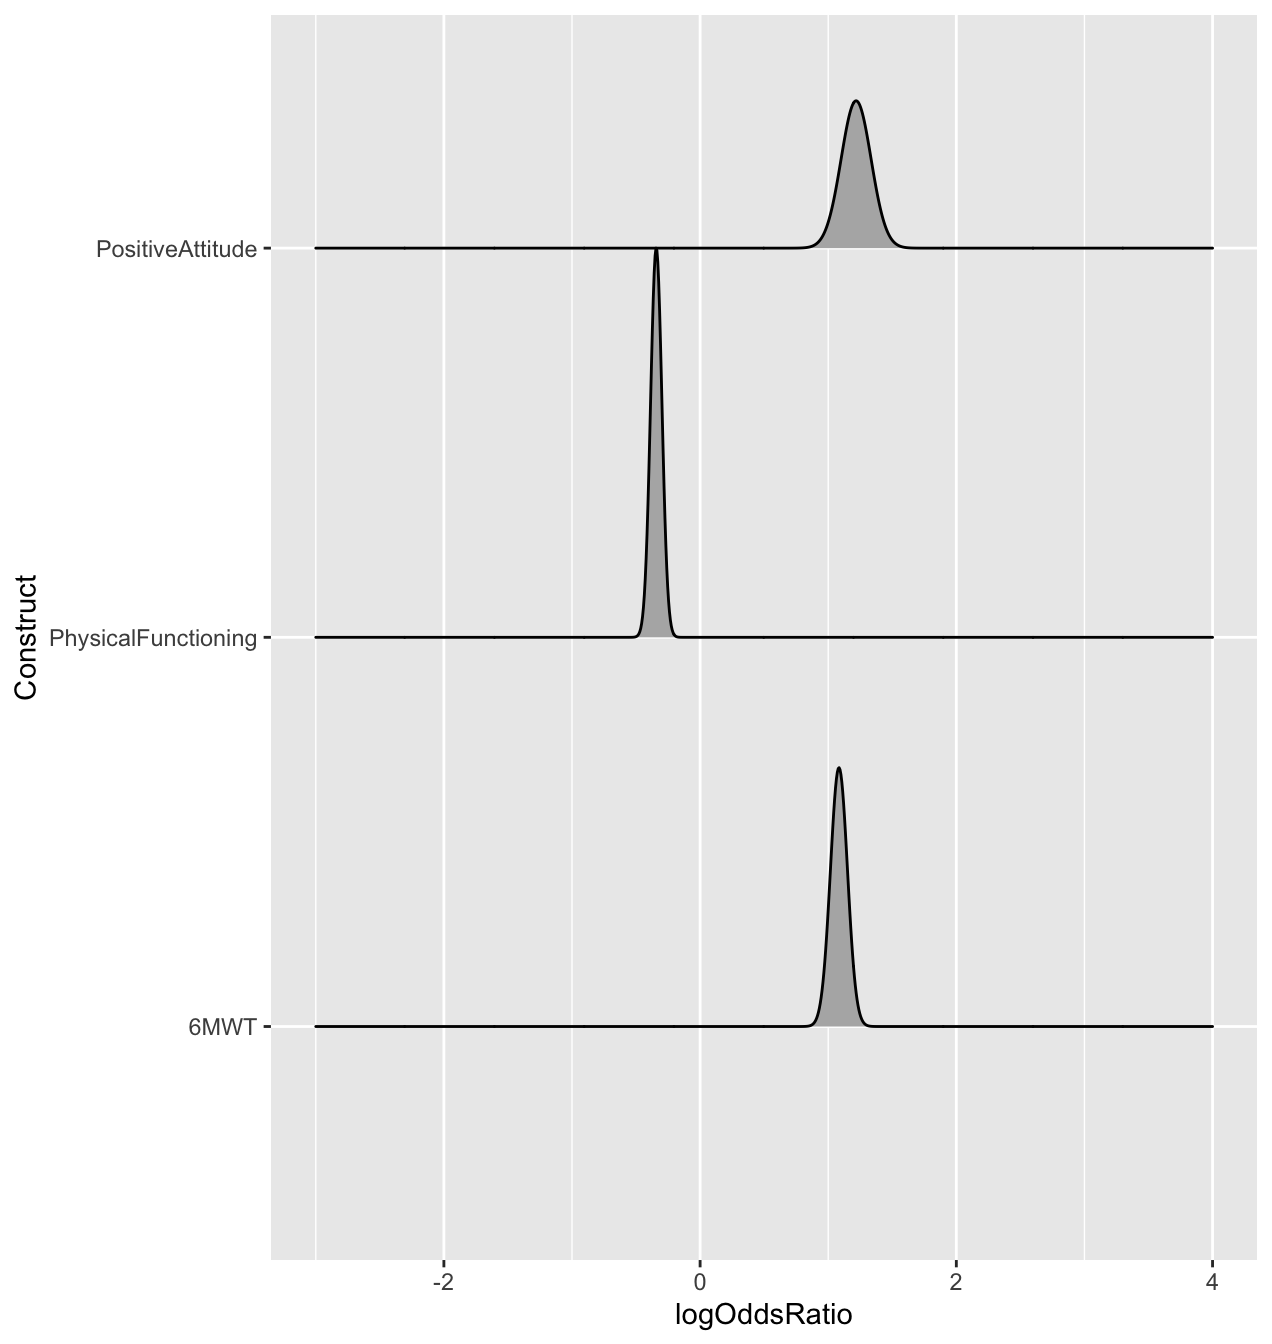 PositiveAttitude
PhysicalFunctioning
6MWT
Construct
-2 0 2 4
logOddsRatio